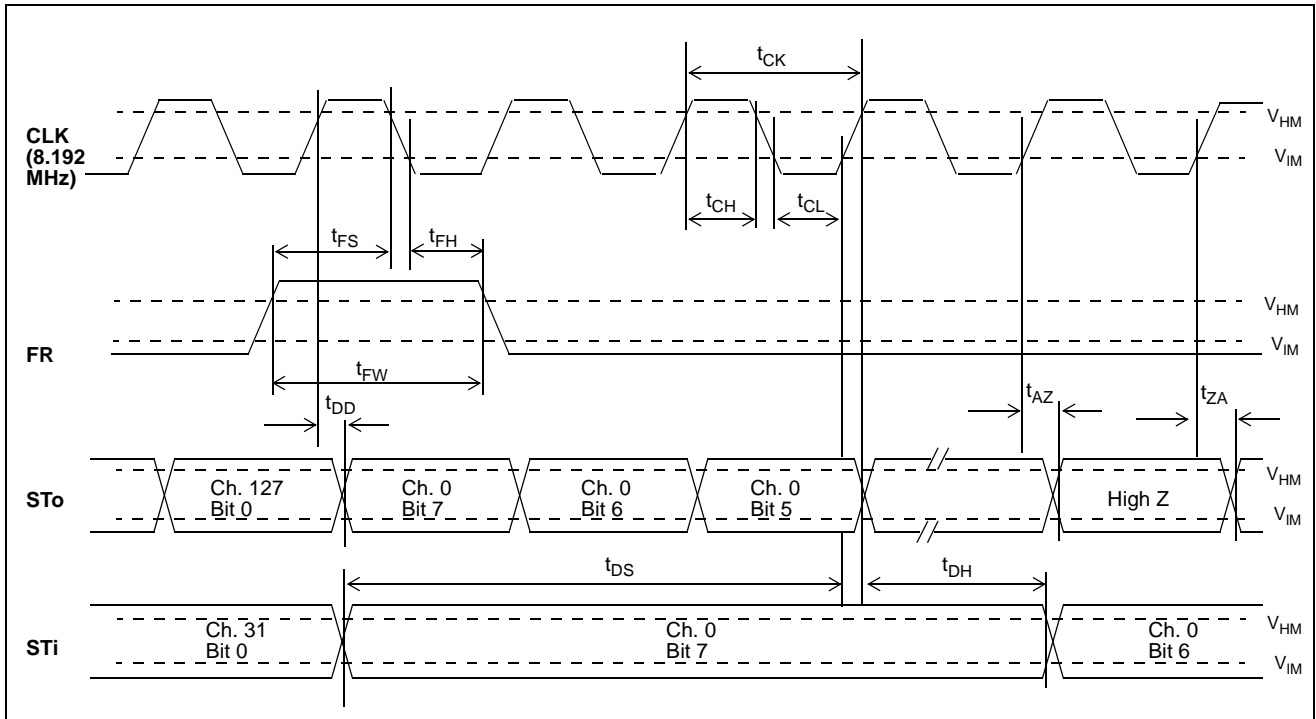 tCK
CLK
(8.192
MHz)
VHM
VIM
tCH
tCL
tFS
tFH
VHM
FR
VIM
tFW
tDD
tAZ
tZA
STo
Ch. 127
Bit 0
Ch. 0
Bit 7
Ch. 0
Bit 6
Ch. 0
Bit 5
High Z
VHM
VIM
tDS
tDH
STi
Ch. 31
Bit 0
Ch. 0
Bit 7
Ch. 0
Bit 6
VHM
VIM